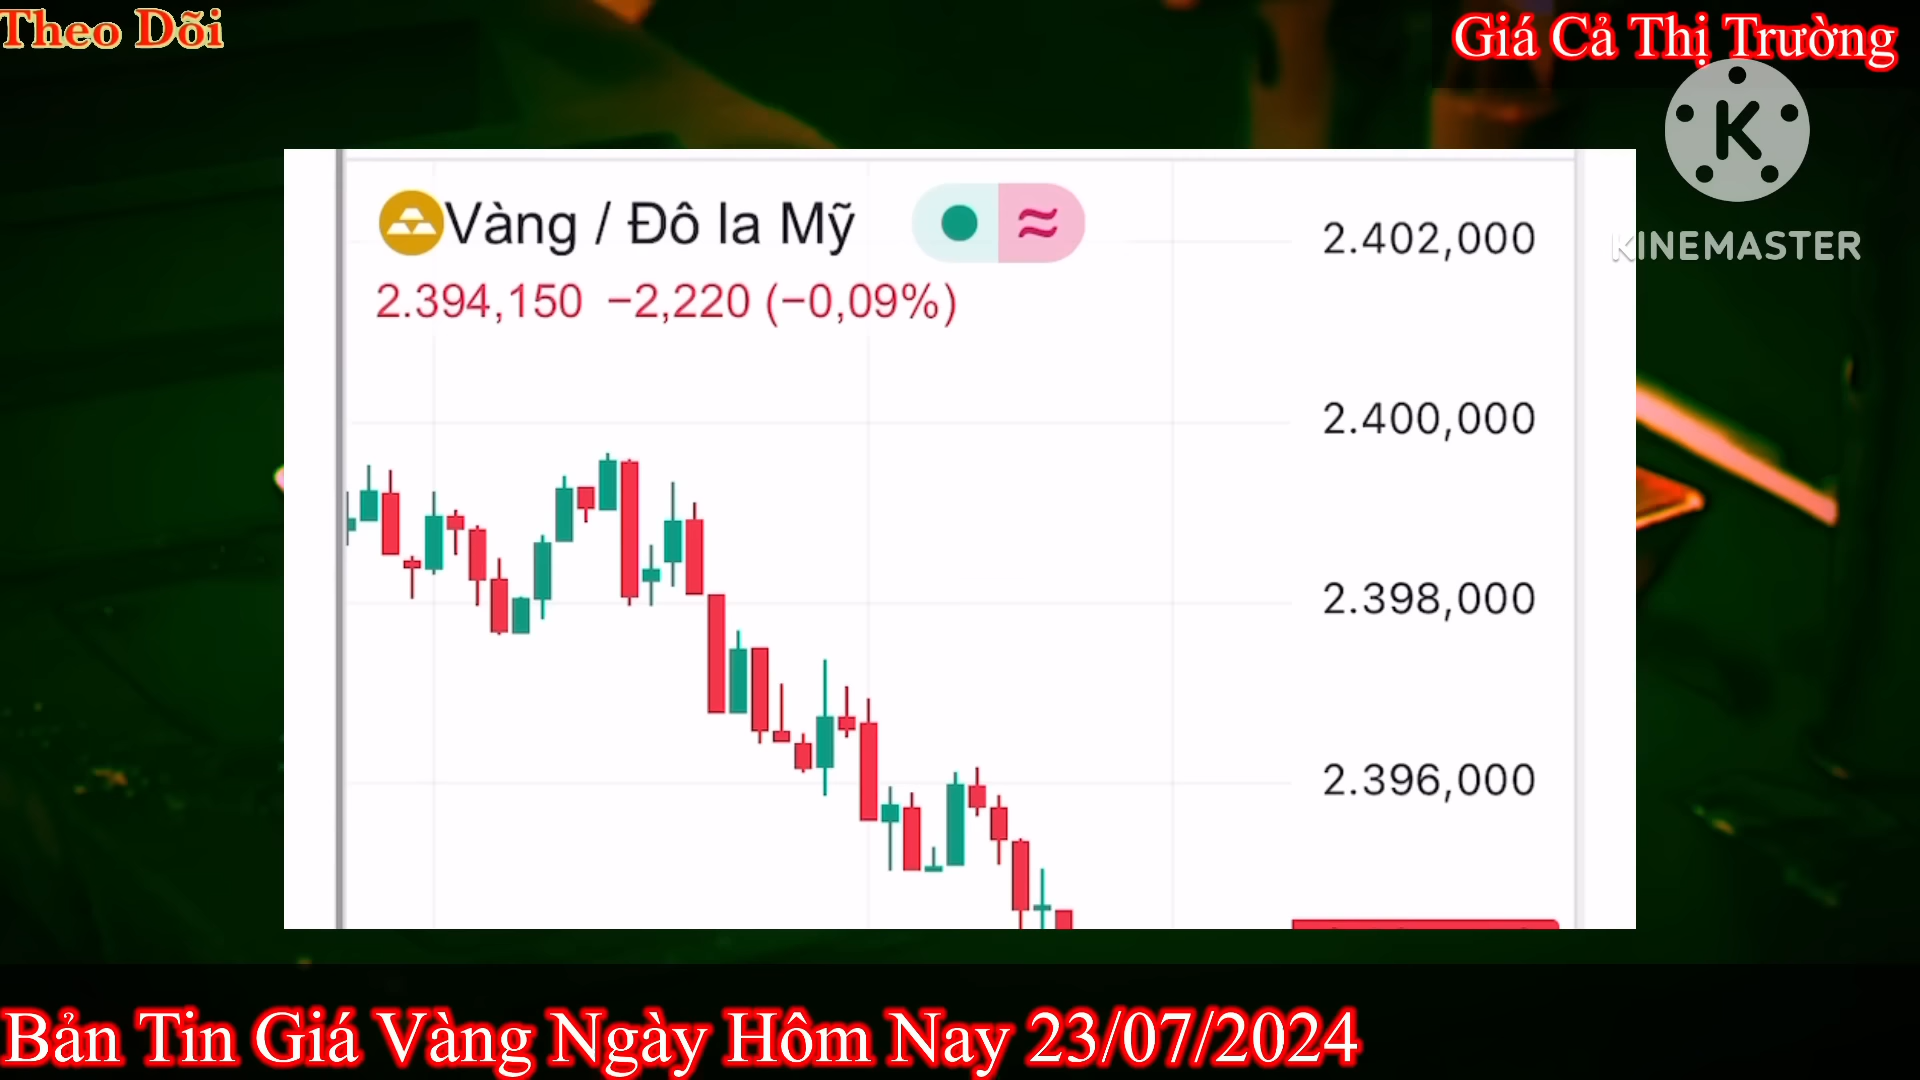 Theo Dõi
Giá Cả Thị Trường
K
KINEMASTER
Vàng / Đô la Mỹ
2.394,150 −2,220 (−0,09%)
2.402,000
2.400,000
2.398,000
2.396,000
Bản Tin Giá Vàng Ngày Hôm Nay 23/07/2024